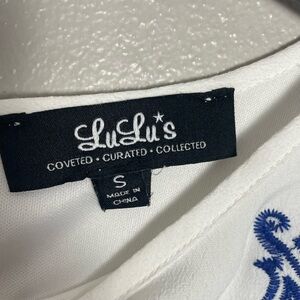 LuLu*s
COVETED • CURATED • COLLECTED
S
MADE IN
CHINA